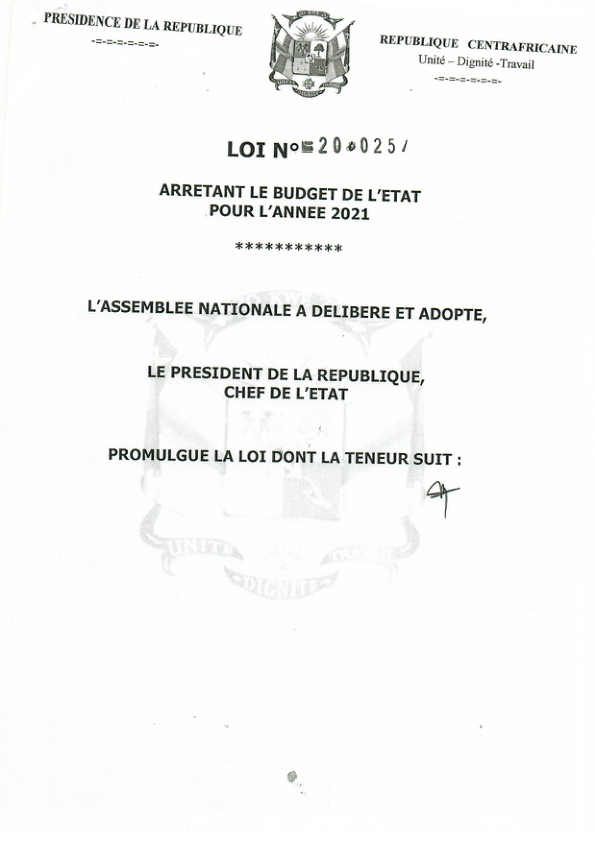 PRESIDENCE DE LA REPUBLIQUE
-=-=-=-=-=-
REPUBLIQUE CENTRAFRICAINE
Unité – Dignité -Travail
-=-=-=-=-=-
LOI N° 20.025/
ARRETANT LE BUDGET DE L'ETAT
POUR L'ANNEE 2021
***********
L'ASSEMBLEE NATIONALE A DELIBERE ET ADOPTE,
LE PRESIDENT DE LA REPUBLIQUE,
CHEF DE L'ETAT
PROMULGUE LA LOI DONT LA TENEUR SUIT :
UNITE
DIGNITE
TRAVAIL